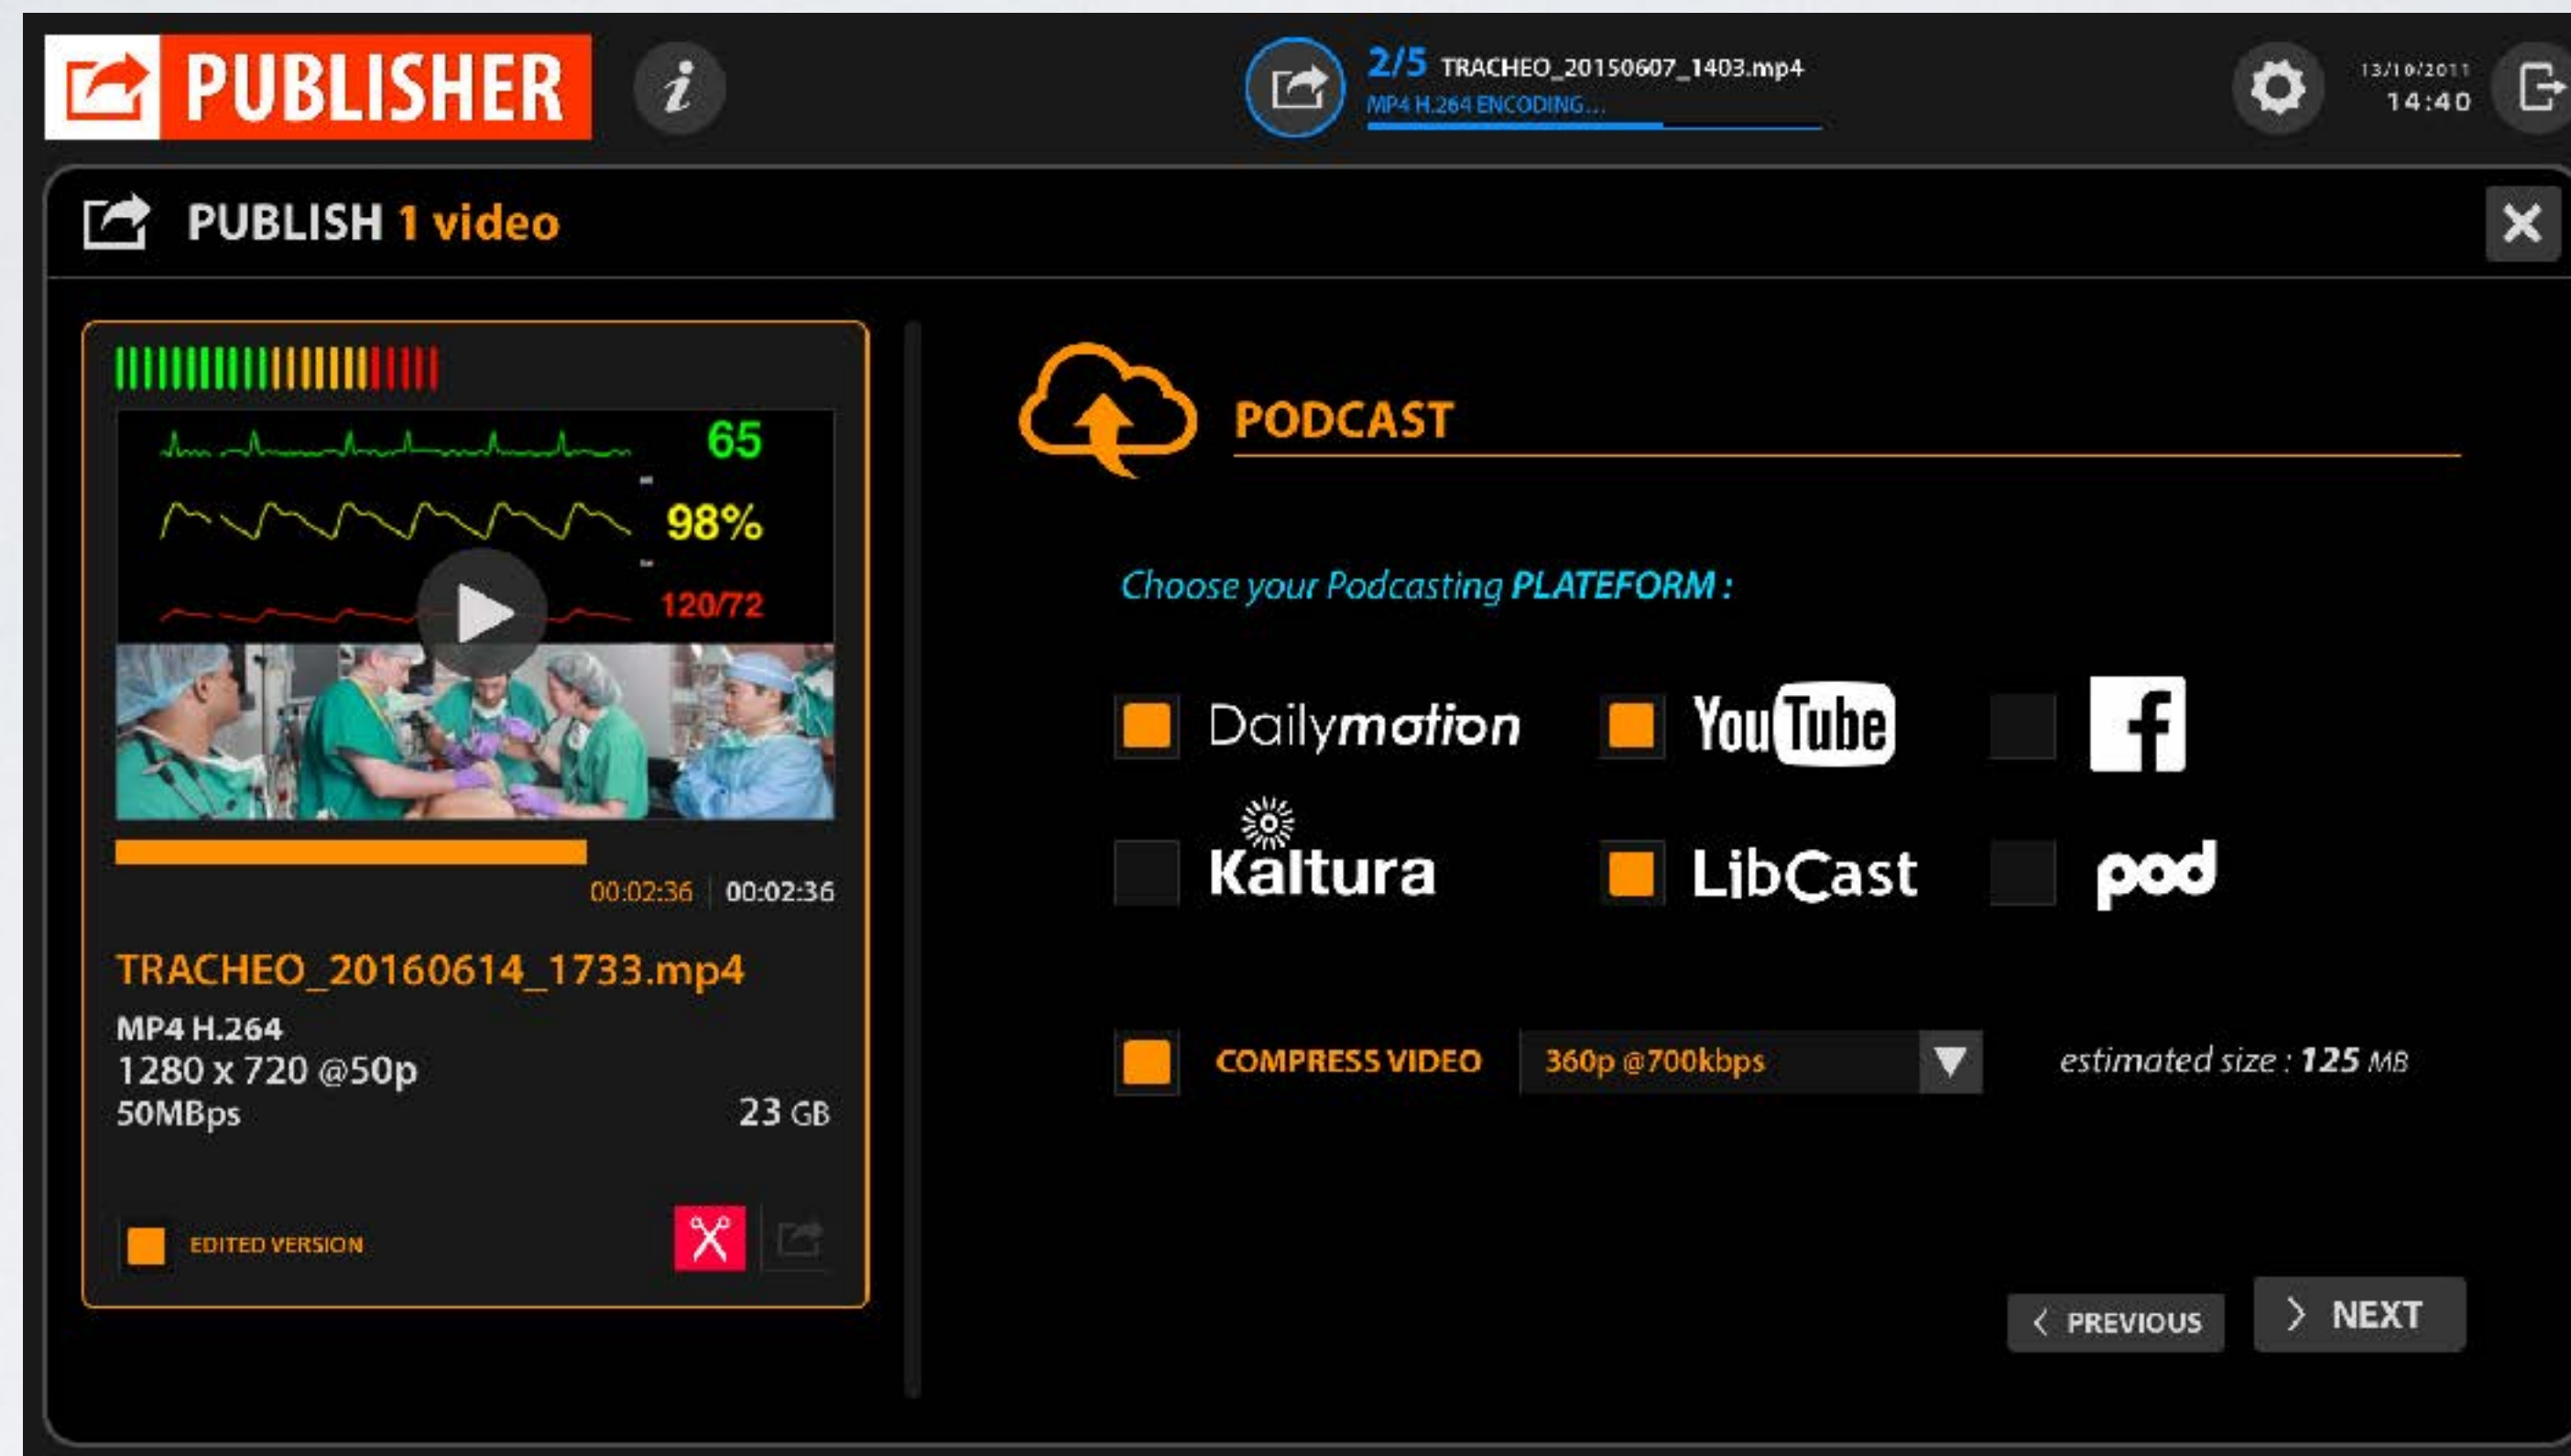 PUBLISHER
i
2/5 TRACHEO_20150607_1403.mp4
MP4 H.264 ENCODING...
13/10/2011
14:40
PUBLISH 1 video
65
98%
120/72
00:02:36 | 00:02:36
TRACHEO_20160614_1733.mp4
MP4 H.264
1280 x 720 @50p
50MBps
23 GB
EDITED VERSION
PODCAST
Choose your Podcasting PLATEFORM :
Dailymotion
YouTube
f
Kaltura
LibCast
pod
COMPRESS VIDEO
360p @700kbps
estimated size : 125 MB
< PREVIOUS
> NEXT